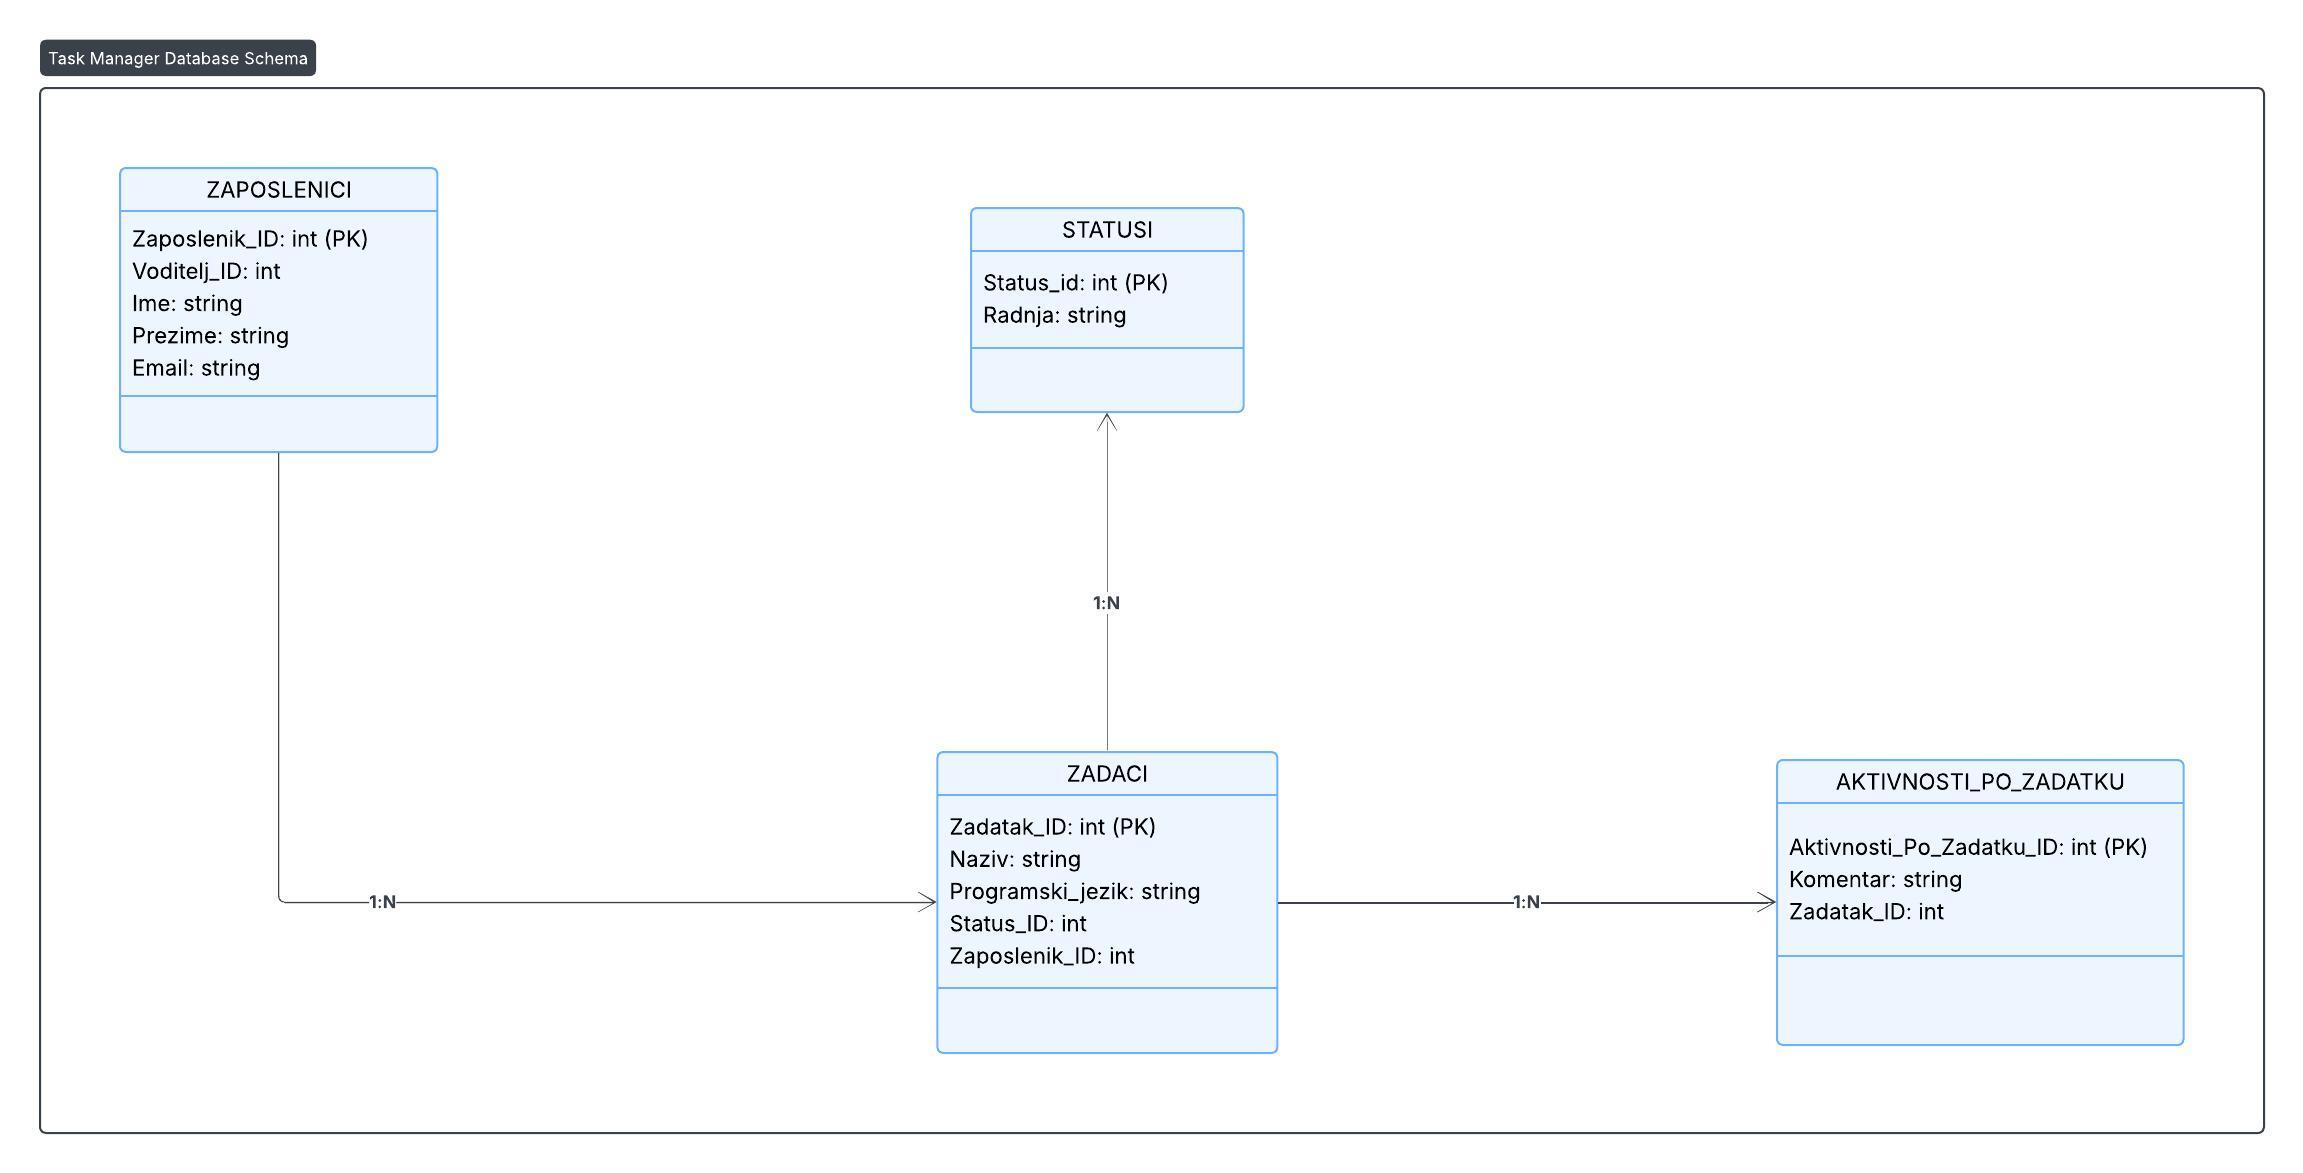 Task Manager Database Schema
ZAPOSLENICI
Zaposlenik_ID: int (PK)
Voditelj_ID: int
Ime: string
Prezime: string
Email: string
STATUSI
Status_id: int (PK)
Radnja: string
1:N
ZADACI
Zadatak_ID: int (PK)
Naziv: string
Programski_jezik: string
Status_ID: int
Zaposlenik_ID: int
1:N
1:N
AKTIVNOSTI_PO_ZADATKU
Aktivnosti_Po_Zadatku_ID: int (PK)
Komentar: string
Zadatak_ID: int